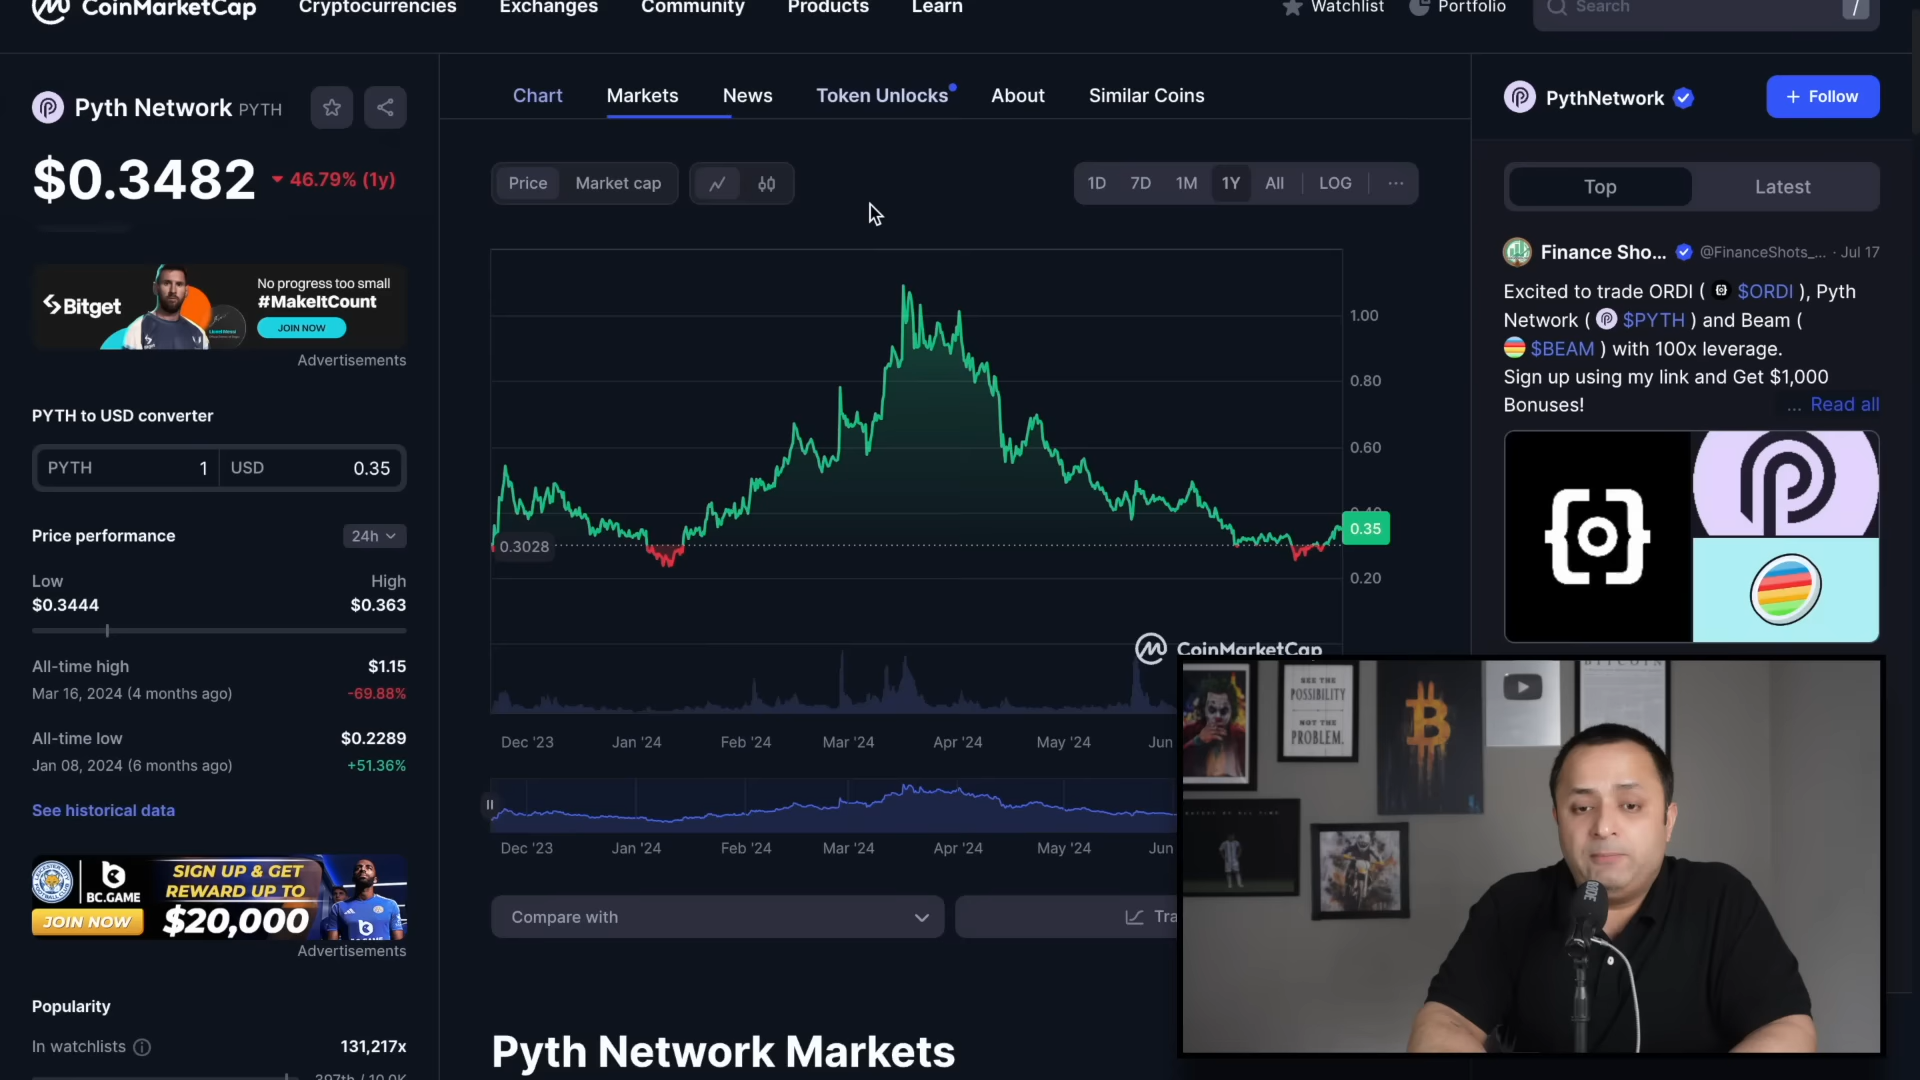 CoinMarketCap
Cryptocurrencies
Exchanges
Community
Products
Learn
Watchlist
Portfolio
Search
/
Pyth Network PYTH
$0.3482
46.79% (1y)
Bitget
No progress too small
#MakeItCount
JOIN NOW
Advertisements
PYTH to USD converter
PYTH 1 USD 0.35
Price performance
24h
Low High
$0.3444 $0.363
All-time high $1.15
Mar 16, 2024 (4 months ago) -69.88%
All-time low $0.2289
Jan 08, 2024 (6 months ago) +51.36%
See historical data
BC.GAME
SIGN UP & GET
REWARD UP TO
$20,000
JOIN NOW
Advertisements
Popularity
In watchlists 131,217x
397th / 10.0K
Chart
Markets
News
Token Unlocks
About
Similar Coins
Price
Market cap
1D 7D 1M 1Y All LOG ...
1.00
0.80
0.60
0.40
0.35
0.3028
0.20
CoinMarketCap
Dec '23 Jan '24 Feb '24 Mar '24 Apr '24 May '24 Jun
Dec '23 Jan '24 Feb '24 Mar '24 Apr '24 May '24 Jun
Compare with
Tra
Pyth Network Markets
PythNetwork
+ Follow
Top
Latest
Finance Sho... @FinanceShots_... · Jul 17
Excited to trade ORDI ( $ORDI ), Pyth
Network ( $PYTH ) and Beam (
$BEAM ) with 100x leverage.
Sign up using my link and Get $1,000
Bonuses!
... Read all
SEE THE
POSSIBILITY
NOT THE
PROBLEM.
BITCOIN
RODE